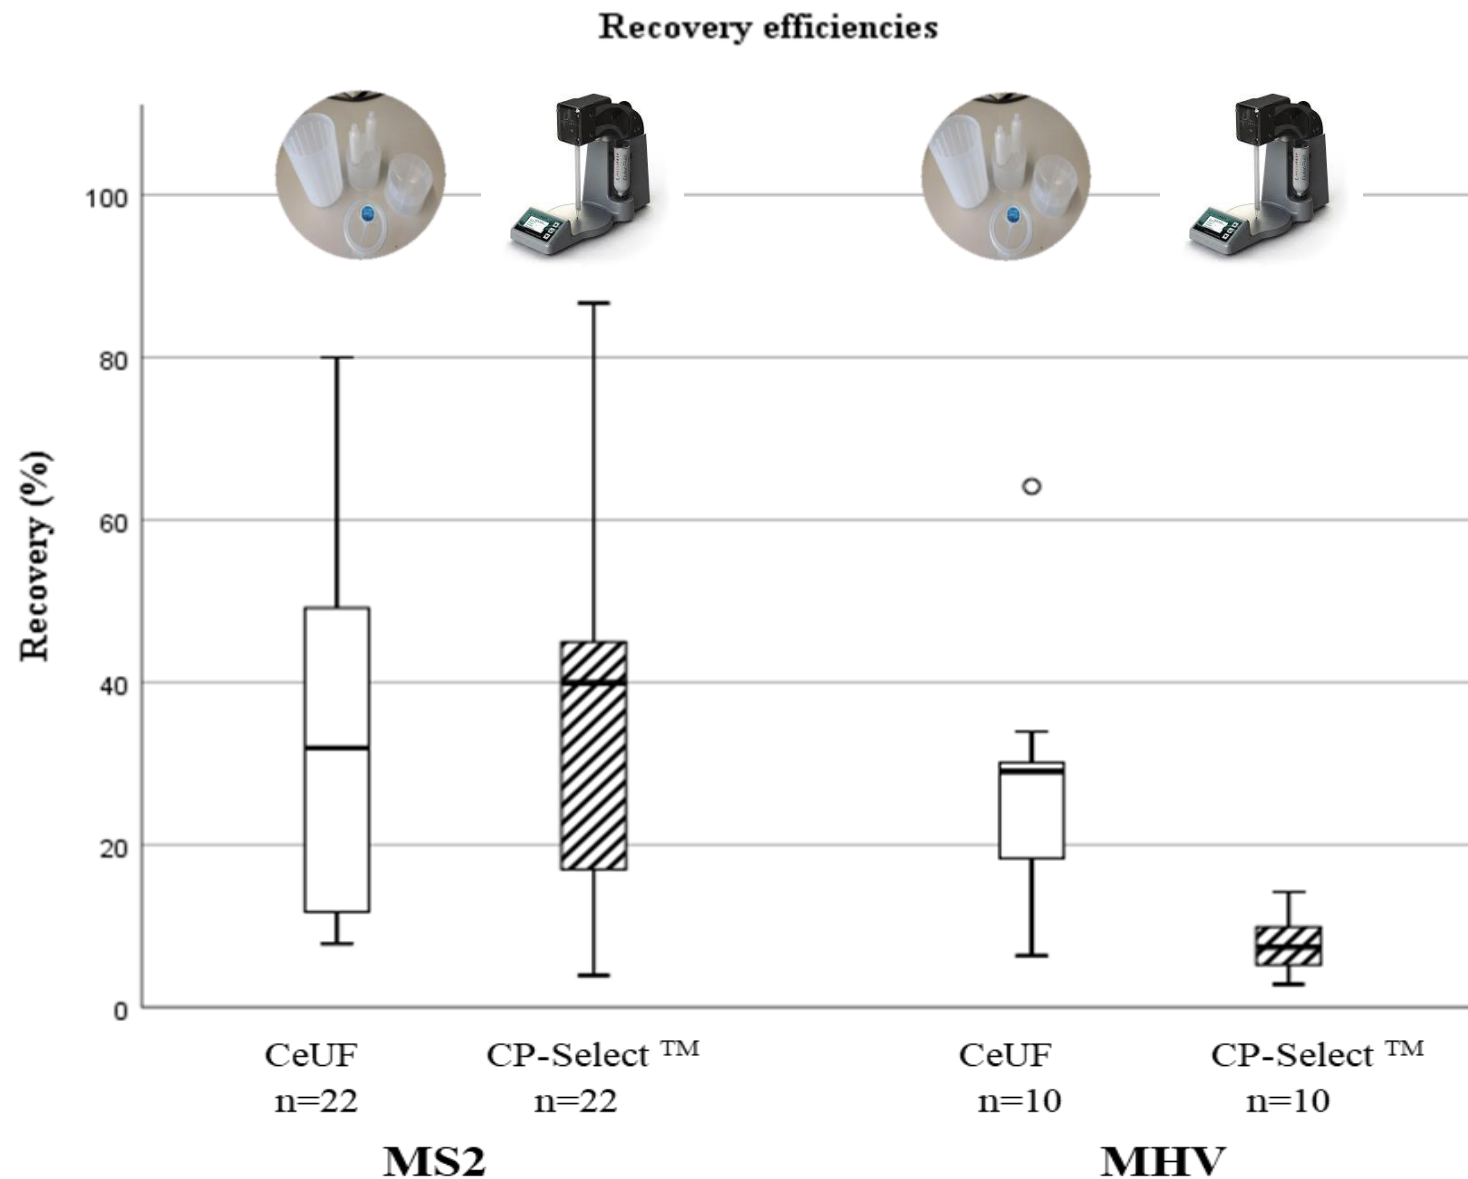 Recovery efficiencies
Recovery (%)
100
80
60
40
20
0
CeUF
n=22
CP-Select TM
n=22
CeUF
n=10
CP-Select TM
n=10
MS2
MHV